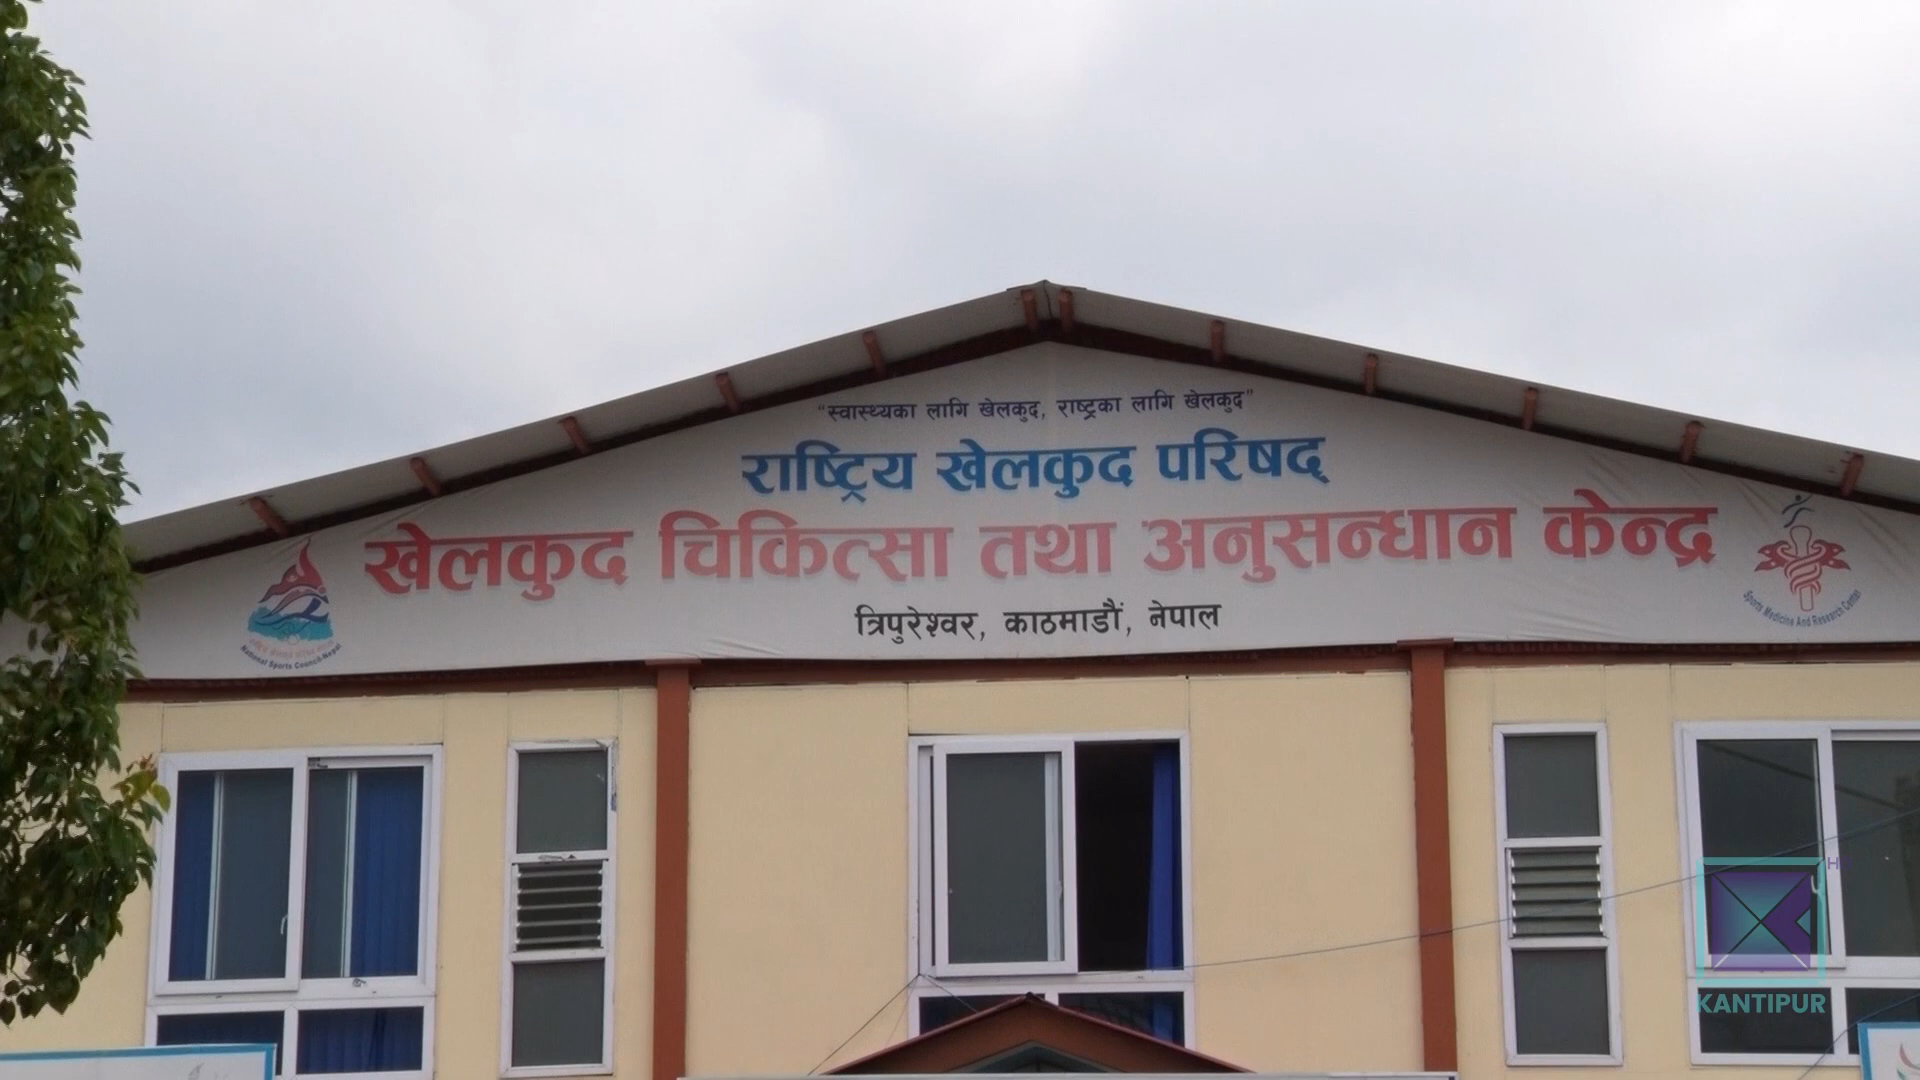 “स्वास्थ्यका लागि खेलकुद, राष्ट्रका लागि खेलकुद”
राष्ट्रिय खेलकुद परिषद्
खेलकुद चिकित्सा तथा अनुसन्धान केन्द्र
त्रिपुरेश्वर, काठमाडौं, नेपाल
National Sports Council-Nepal
Sports Medicine And Research Center
KANTIPUR